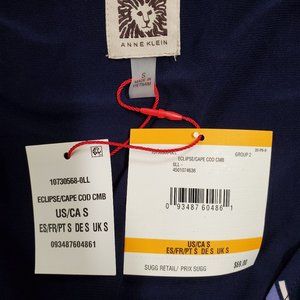 ANNE KLEIN
S
MADE IN
VIETNAM
10730568-0LL
ECLIPSE/CAPE COD CMB
US/CA S
ES/FR/PT S DE S UK S
093487604861
GROUP 2
ECLIPSE/CAPE COD CMB
0LL
4501074636
0 93487 60486 1
US/CA S
ES/FR/PT S DE S UK S
SUGG RETAIL/ PRIX SUGG
$69.00